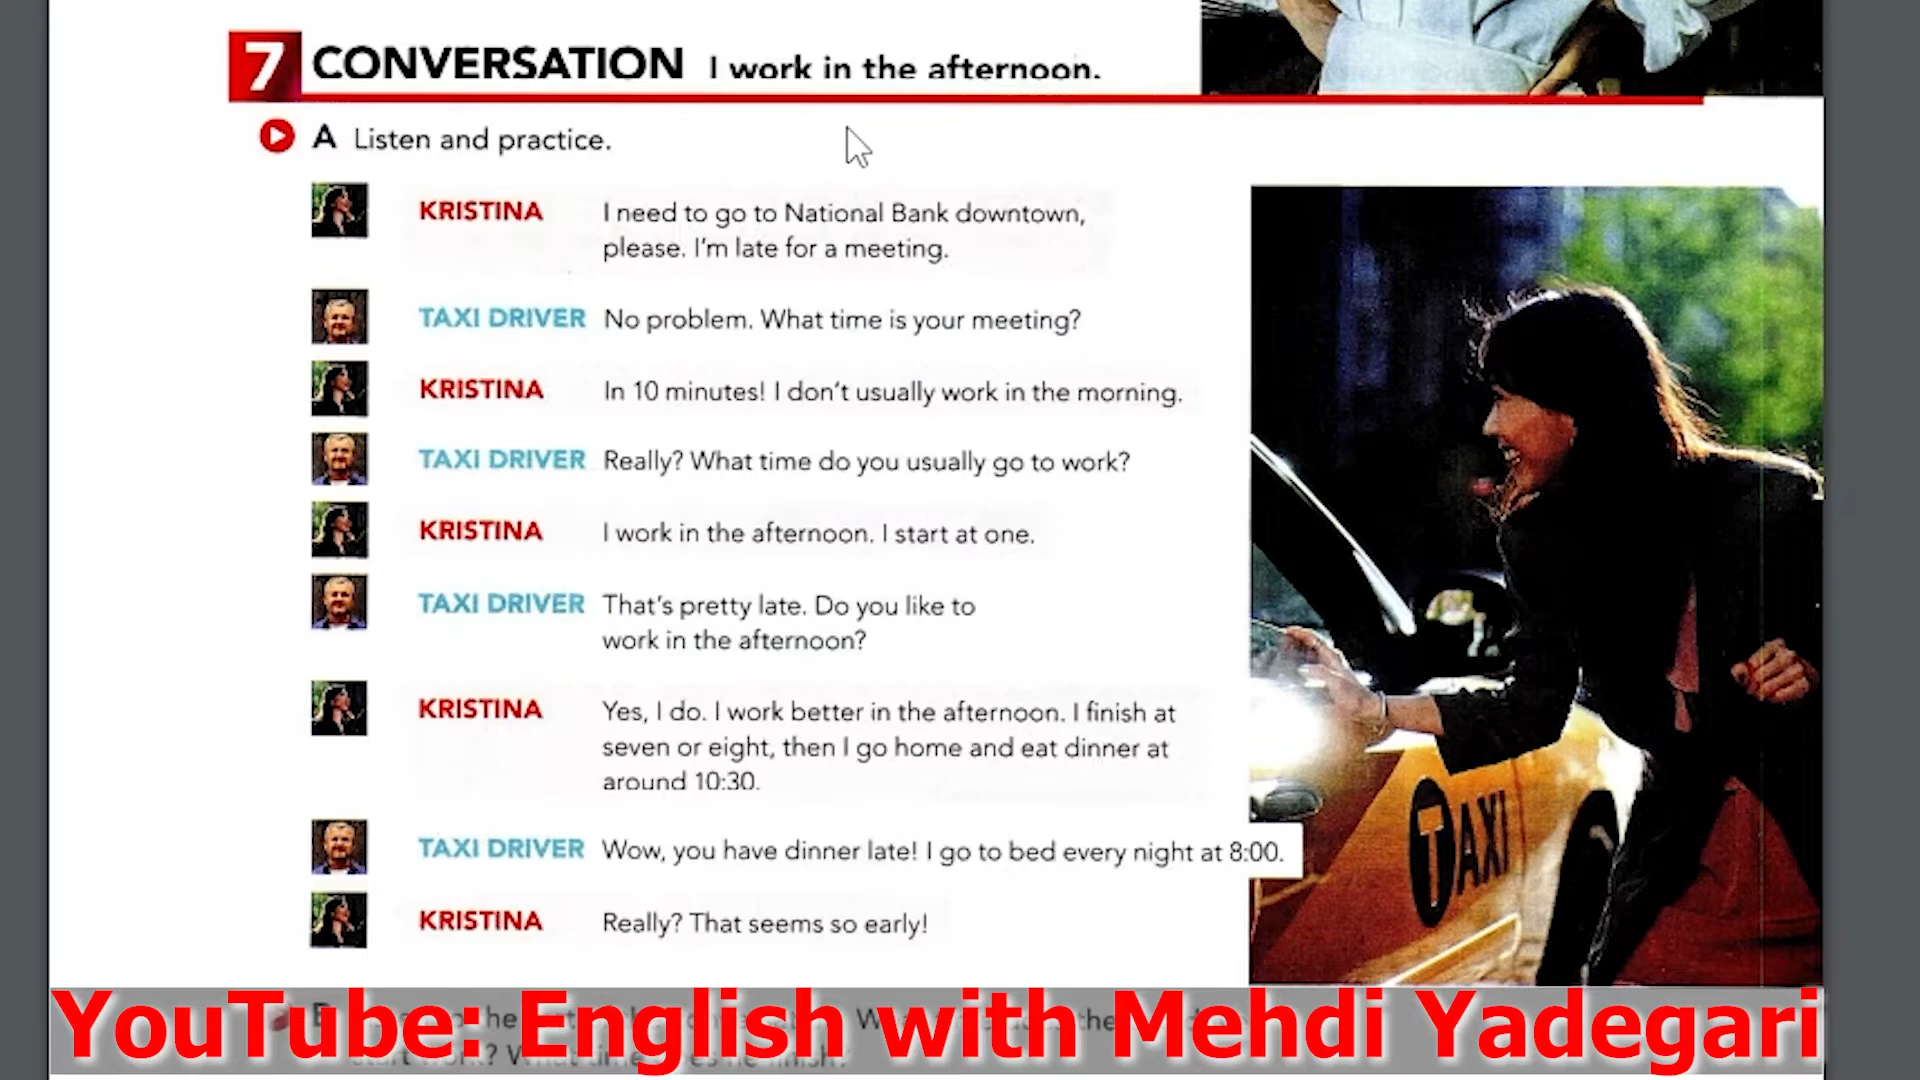 7 CONVERSATION I work in the afternoon.
A Listen and practice.
KRISTINA I need to go to National Bank downtown,
please. I'm late for a meeting.
TAXI DRIVER No problem. What time is your meeting?
KRISTINA In 10 minutes! I don't usually work in the morning.
TAXI DRIVER Really? What time do you usually go to work?
KRISTINA I work in the afternoon. I start at one.
TAXI DRIVER That's pretty late. Do you like to
work in the afternoon?
KRISTINA Yes, I do. I work better in the afternoon. I finish at
seven or eight, then I go home and eat dinner at
around 10:30.
TAXI DRIVER Wow, you have dinner late! I go to bed every night at 8:00.
KRISTINA Really? That seems so early!
TAXI
YouTube: English with Mehdi Yadegari